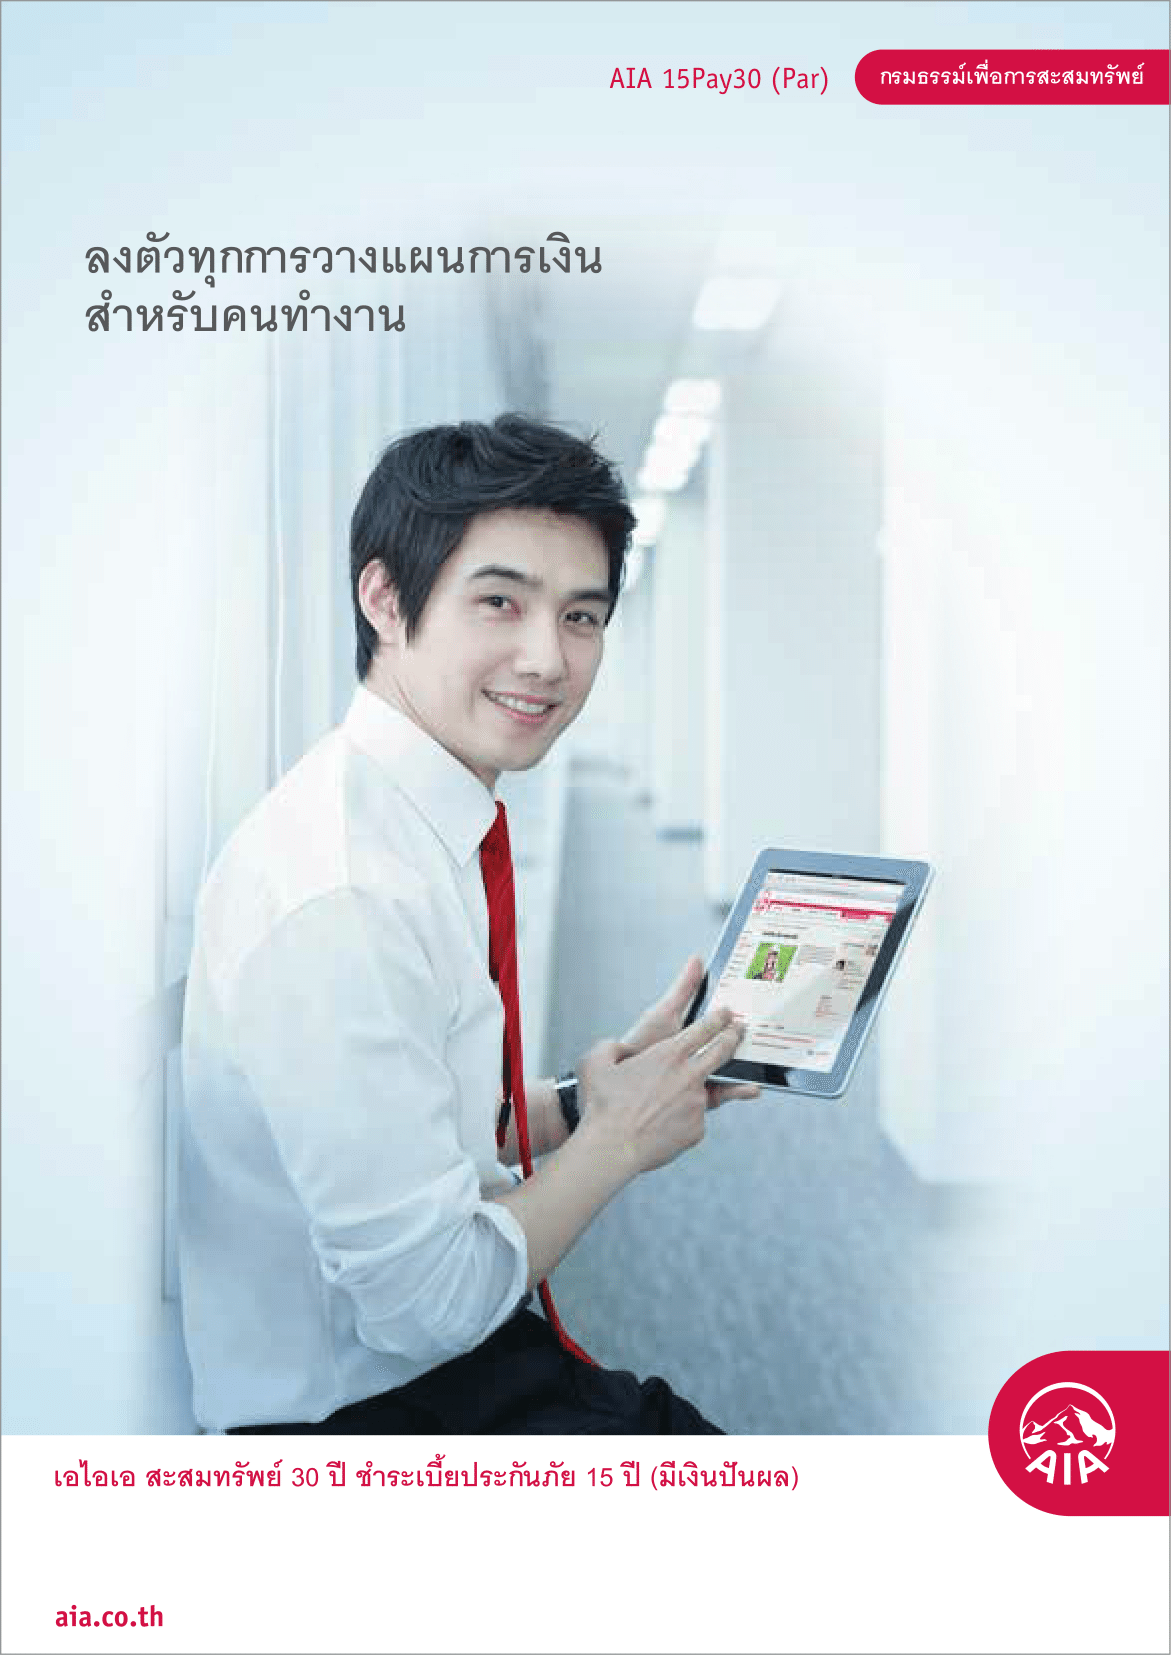 AIA 15Pay30 (Par)
กรมธรรม์เพื่อการสะสมทรัพย์
ลงตัวทุกการวางแผนการเงิน
สำหรับคนทำงาน
AIA
เอไอเอ สะสมทรัพย์ 30 ปี ชำระเบี้ยประกันภัย 15 ปี (มีเงินปันผล)
aia.co.th